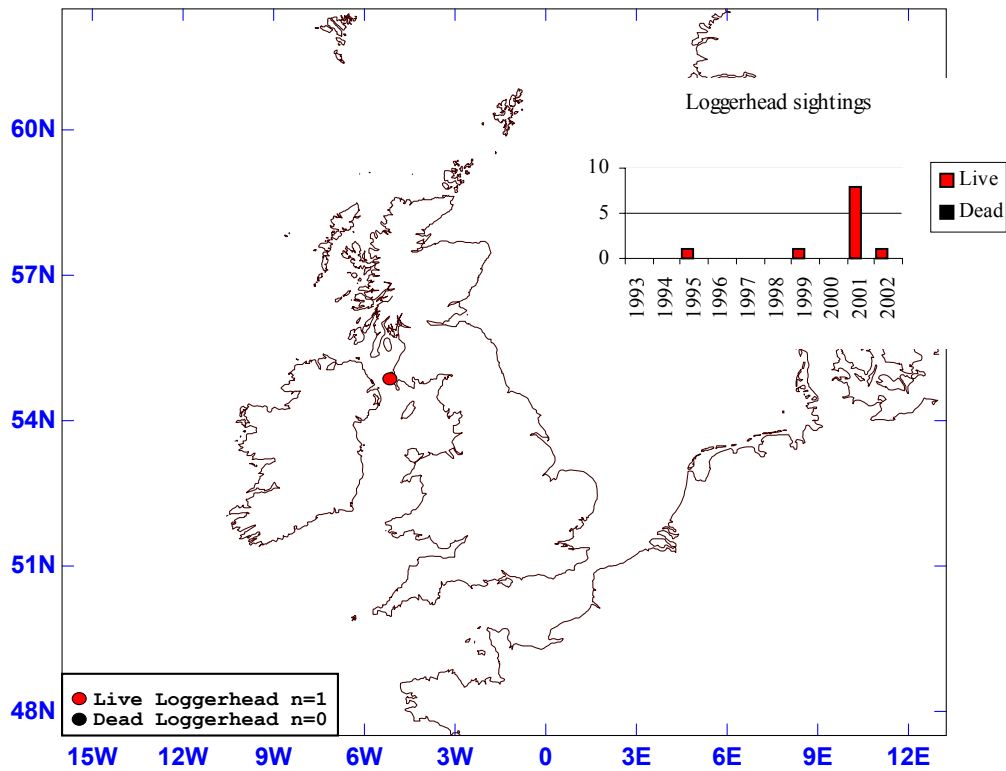 60N
57N
54N
51N
48N
15W 12W 9W 6W 3W 0 3E 6E 9E 12E
Loggerhead sightings
10
5
0
1993 1994 1995 1996 1997 1998 1999 2000 2001 2002
Live
Dead
Live Loggerhead n=1
Dead Loggerhead n=0